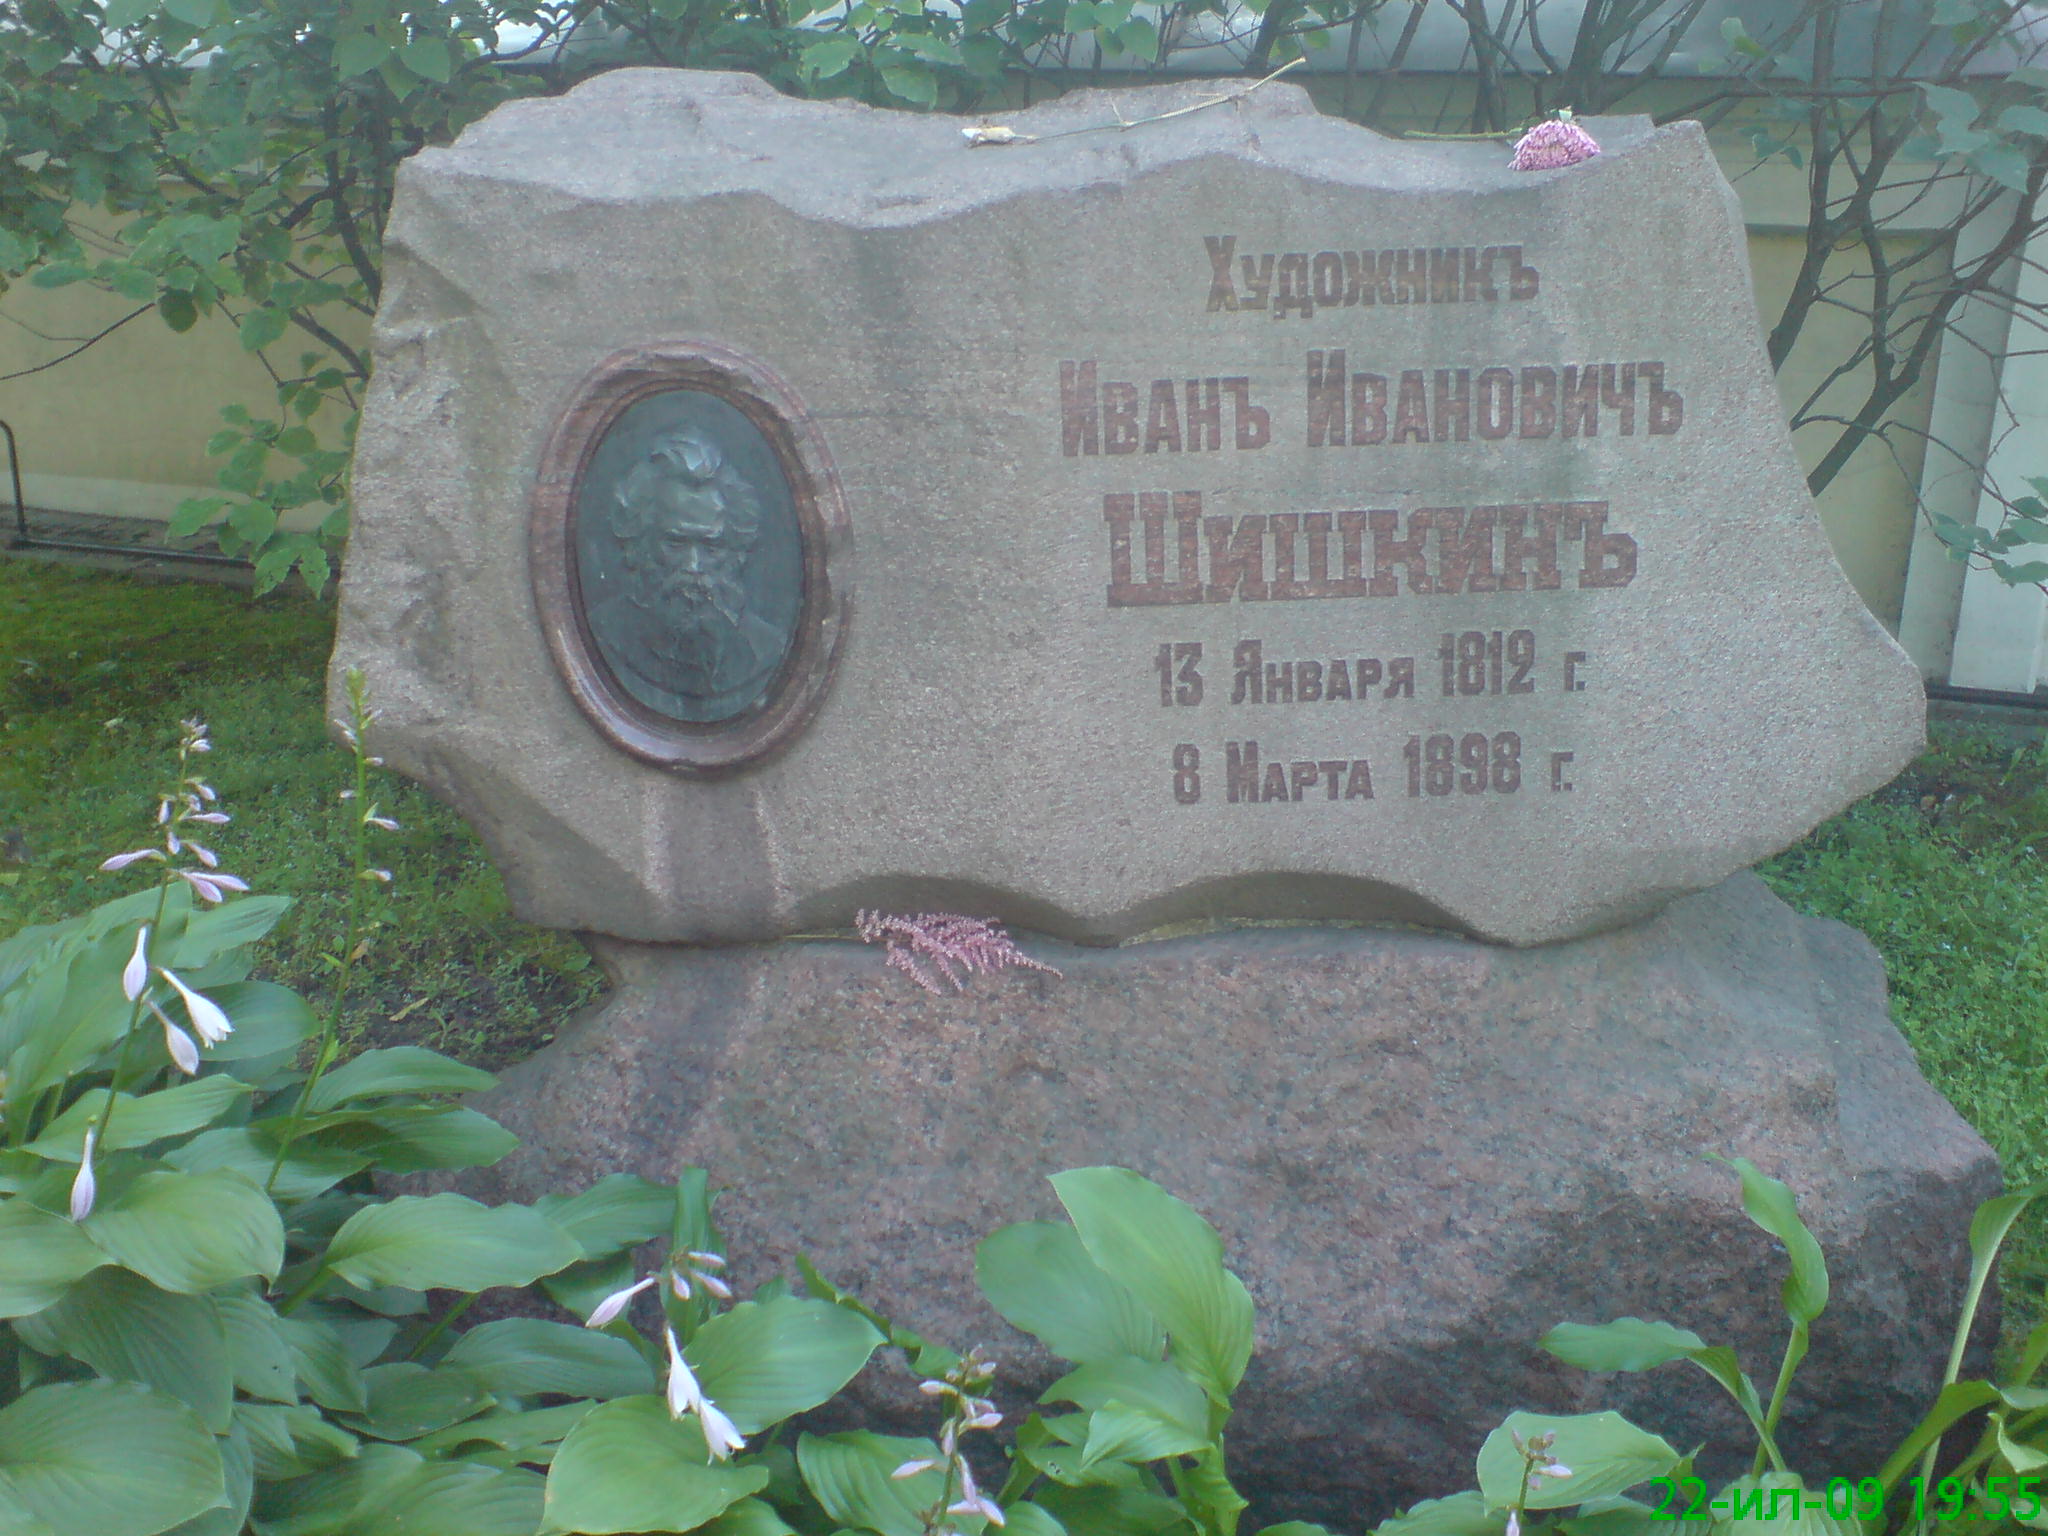 Художникъ
Иванъ Ивановичъ
Шишкинъ
13 Января 1812 г.
8 Марта 1898 г.
22-ил-09 19:55